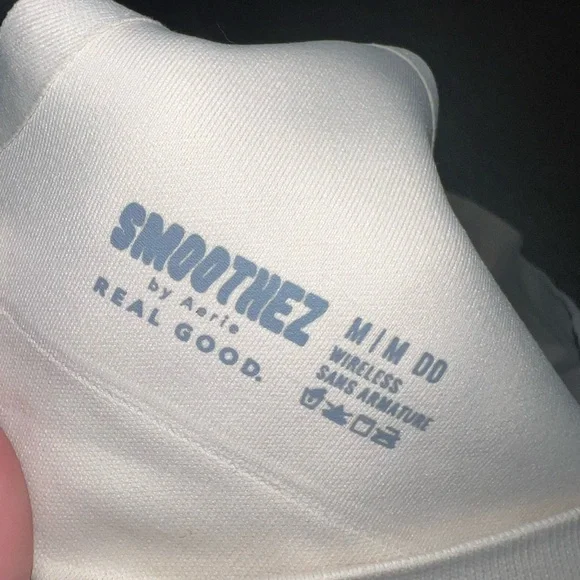 SMOOTHEZ
by Aerie
REAL GOOD.
M | M DD
WIRELESS
SANS ARMATURE